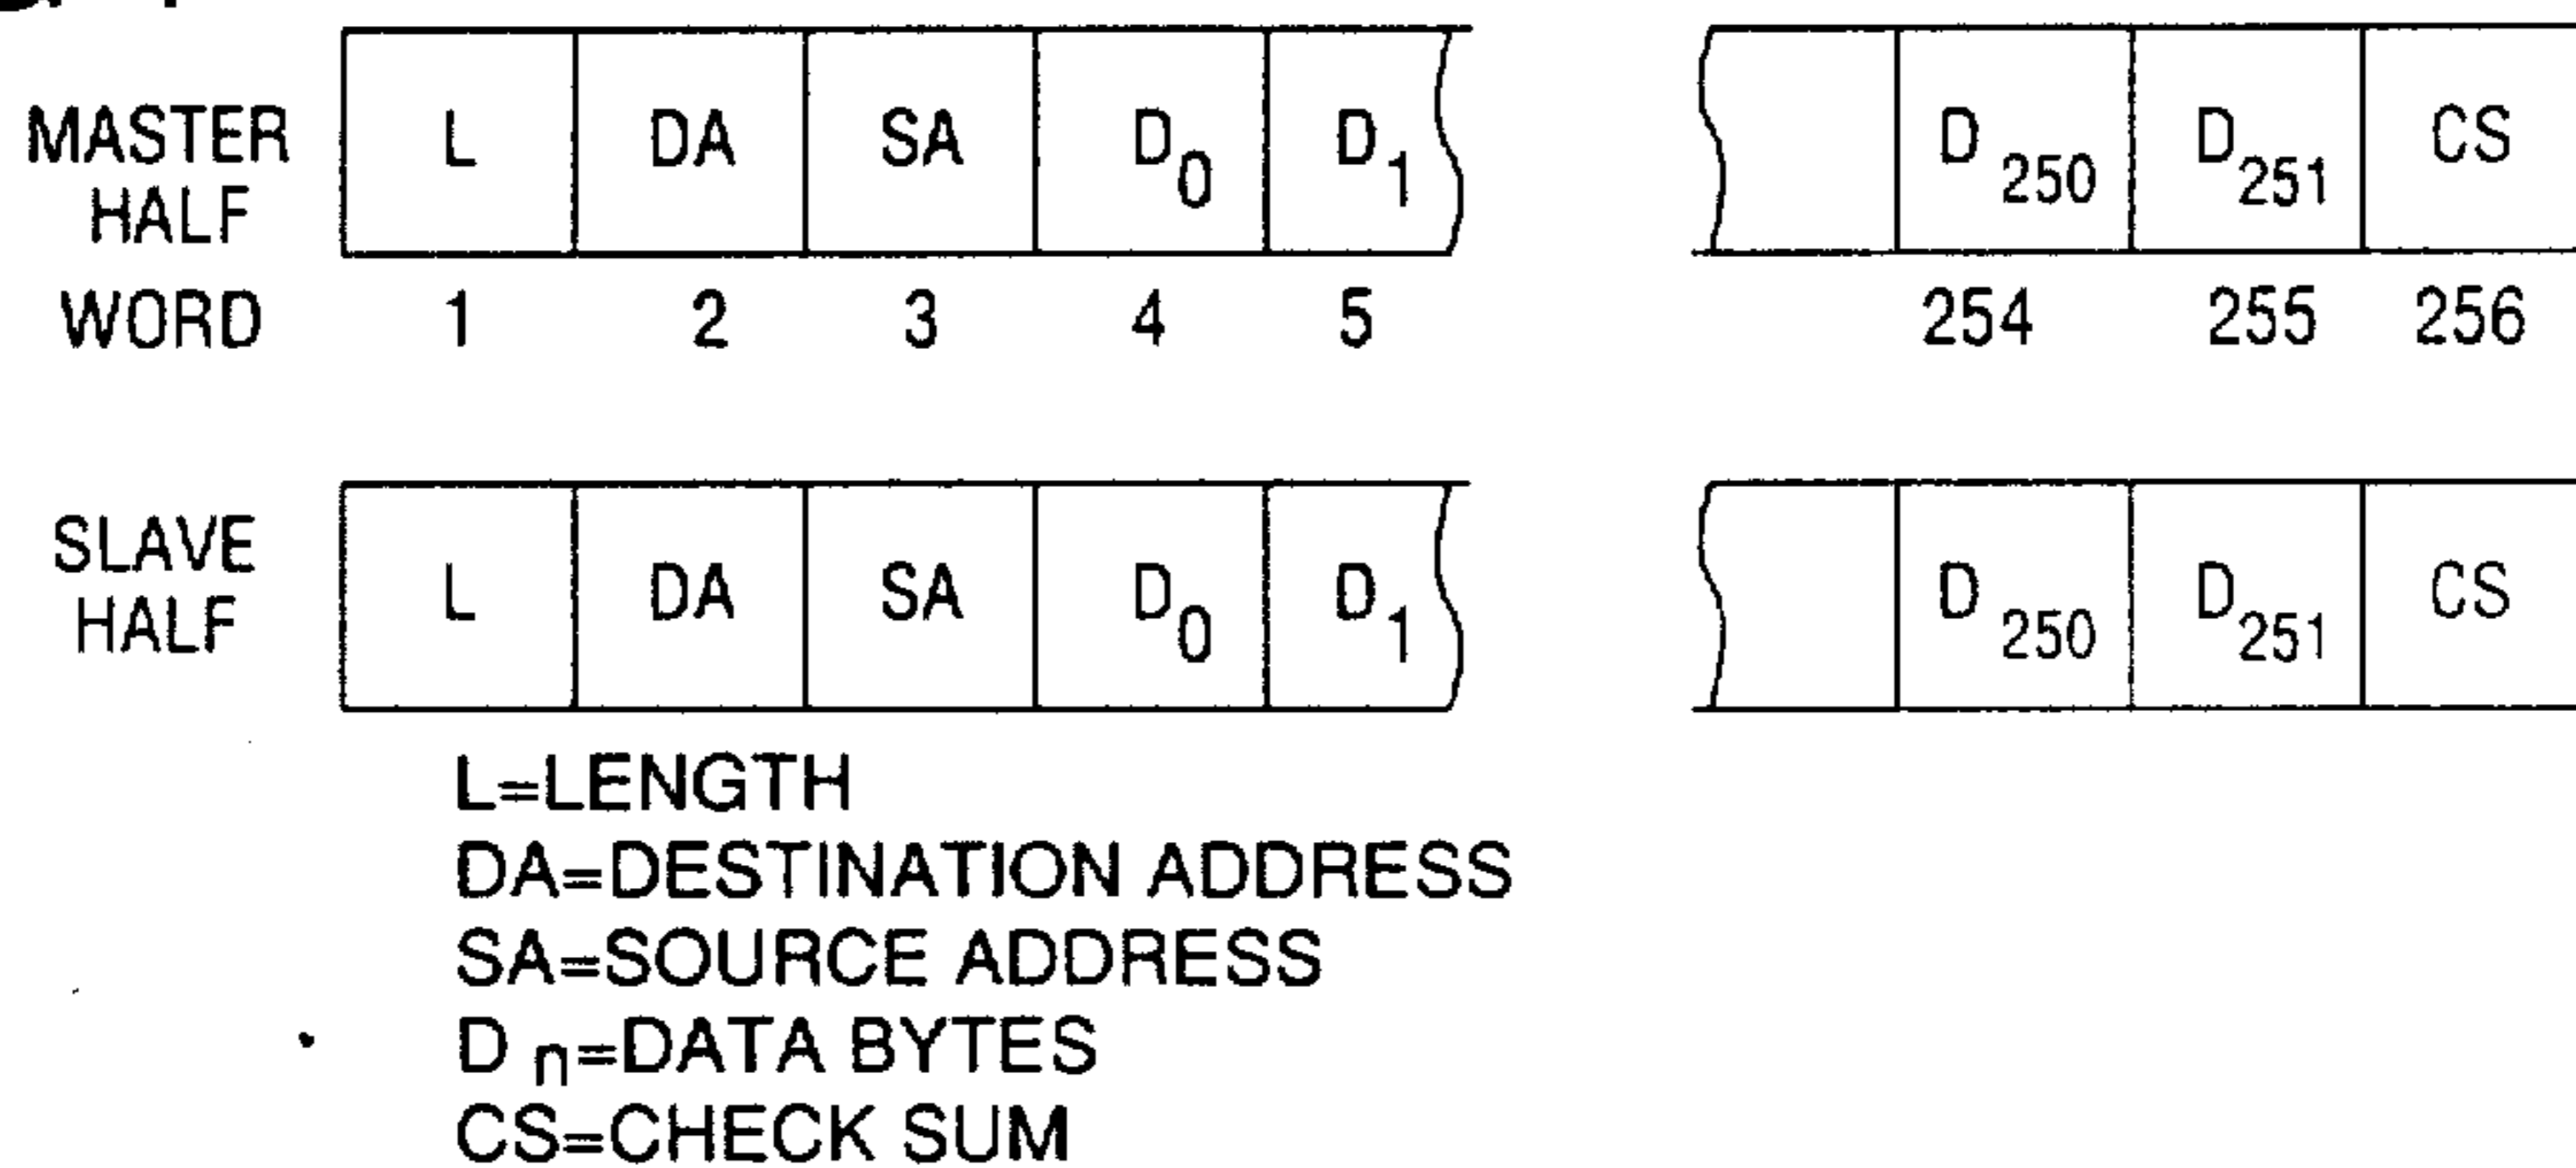 MASTER HALF L DA SA D0 D1 D250 D251 CS
WORD 1 2 3 4 5 254 255 256
SLAVE HALF L DA SA D0 D1 D250 D251 CS
L=LENGTH
DA=DESTINATION ADDRESS
SA=SOURCE ADDRESS
D n=DATA BYTES
CS=CHECK SUM